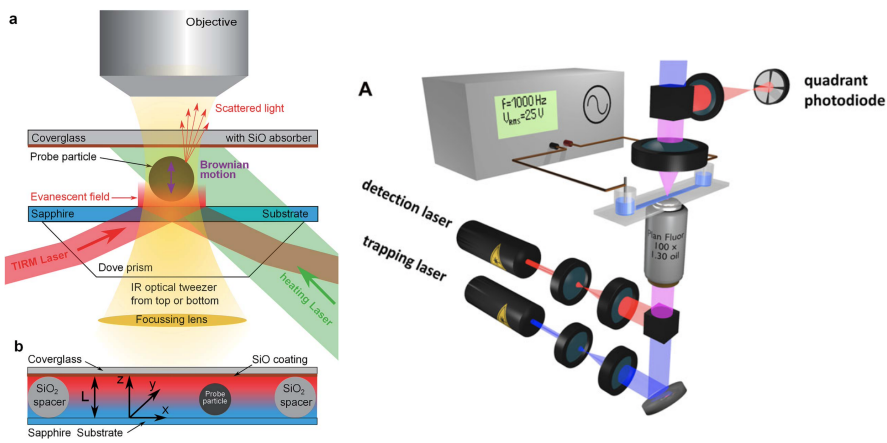 a
Objective
Scattered light
Coverglass
with SiO absorber
Probe particle
Brownian
motion
Evanescent field
Sapphire
Substrate
TIRM Laser
Dove prism
heating Laser
IR optical tweezer
from top or bottom
Focussing lens
b
Coverglass
SiO coating
SiO₂
spacer
L
z
y
x
Probe
particle
SiO₂
spacer
Sapphire Substrate
A
f=1000 Hz
V_RMS=25 V
quadrant
photodiode
detection laser
trapping laser
Plan Fluor
100 x
1.30 oil